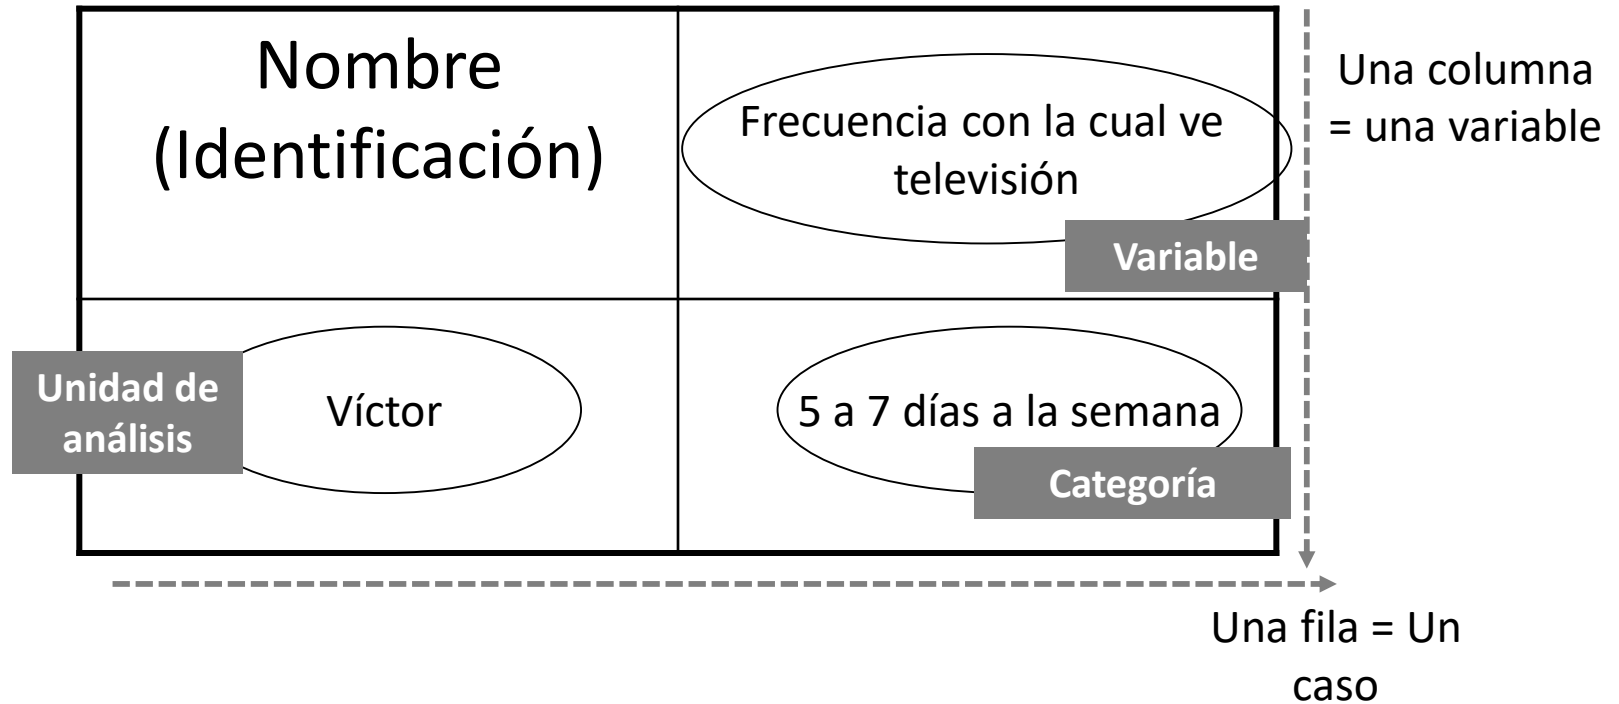 Nombre
(Identificación)
Frecuencia con la cual ve
televisión
Variable
Una columna
= una variable
Unidad de
análisis
Víctor
5 a 7 días a la semana
Categoría
Una fila = Un
caso